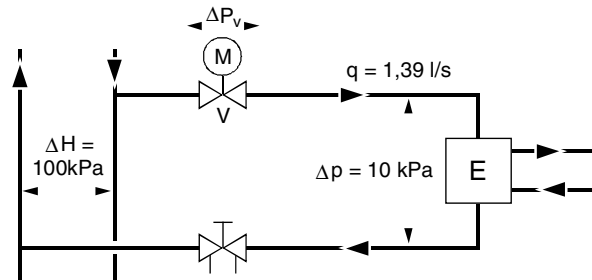 ΔPv
M
q = 1,39 l/s
V
ΔH =
100kPa
Δp = 10 kPa
E